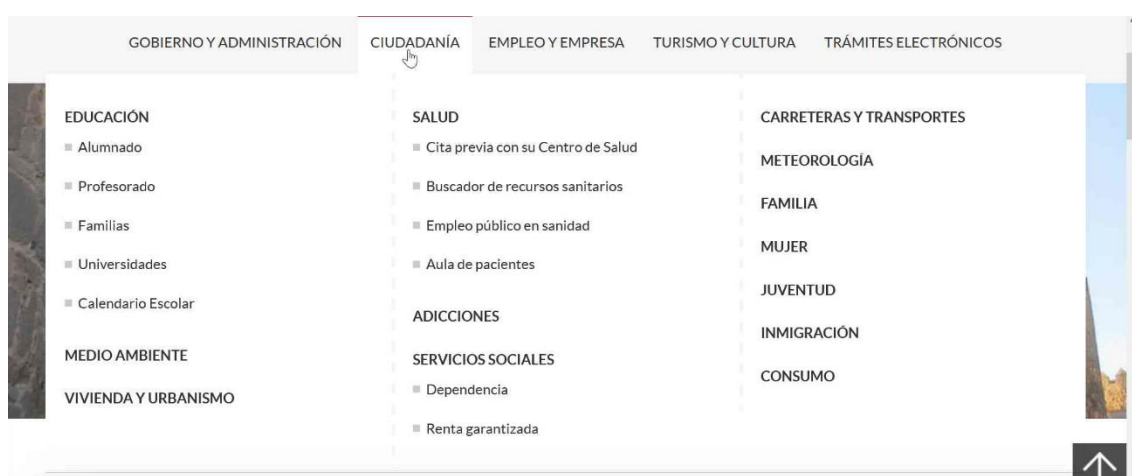 GOBIERNO Y ADMINISTRACIÓN CIUDADANÍA EMPLEO Y EMPRESA TURISMO Y CULTURA TRÁMITES ELECTRÓNICOS
EDUCACIÓN
Alumnado
Profesorado
Familias
Universidades
Calendario Escolar
MEDIO AMBIENTE
VIVIENDA Y URBANISMO
SALUD
Cita previa con su Centro de Salud
Buscador de recursos sanitarios
Empleo público en sanidad
Aula de pacientes
ADICCIONES
SERVICIOS SOCIALES
Dependencia
Renta garantizada
CARRETERAS Y TRANSPORTES
METEOROLOGÍA
FAMILIA
MUJER
JUVENTUD
INMIGRACIÓN
CONSUMO